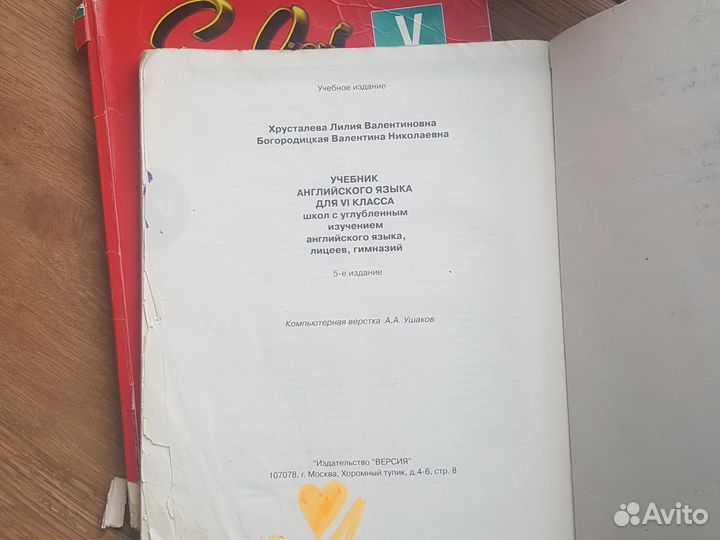 V
Учебное издание
Хрусталева Лилия Валентиновна
Богородицкая Валентина Николаевна
УЧЕБНИК
АНГЛИЙСКОГО ЯЗЫКА
ДЛЯ VI КЛАССА
школ с углубленным
изучением
английского языка,
лицеев, гимназий
5-е издание
Компьютерная верстка А.А. Ушаков
"Издательство "ВЕРСИЯ"
107078, г. Москва, Хоромный тупик, д.4-6, стр. 8
Avito